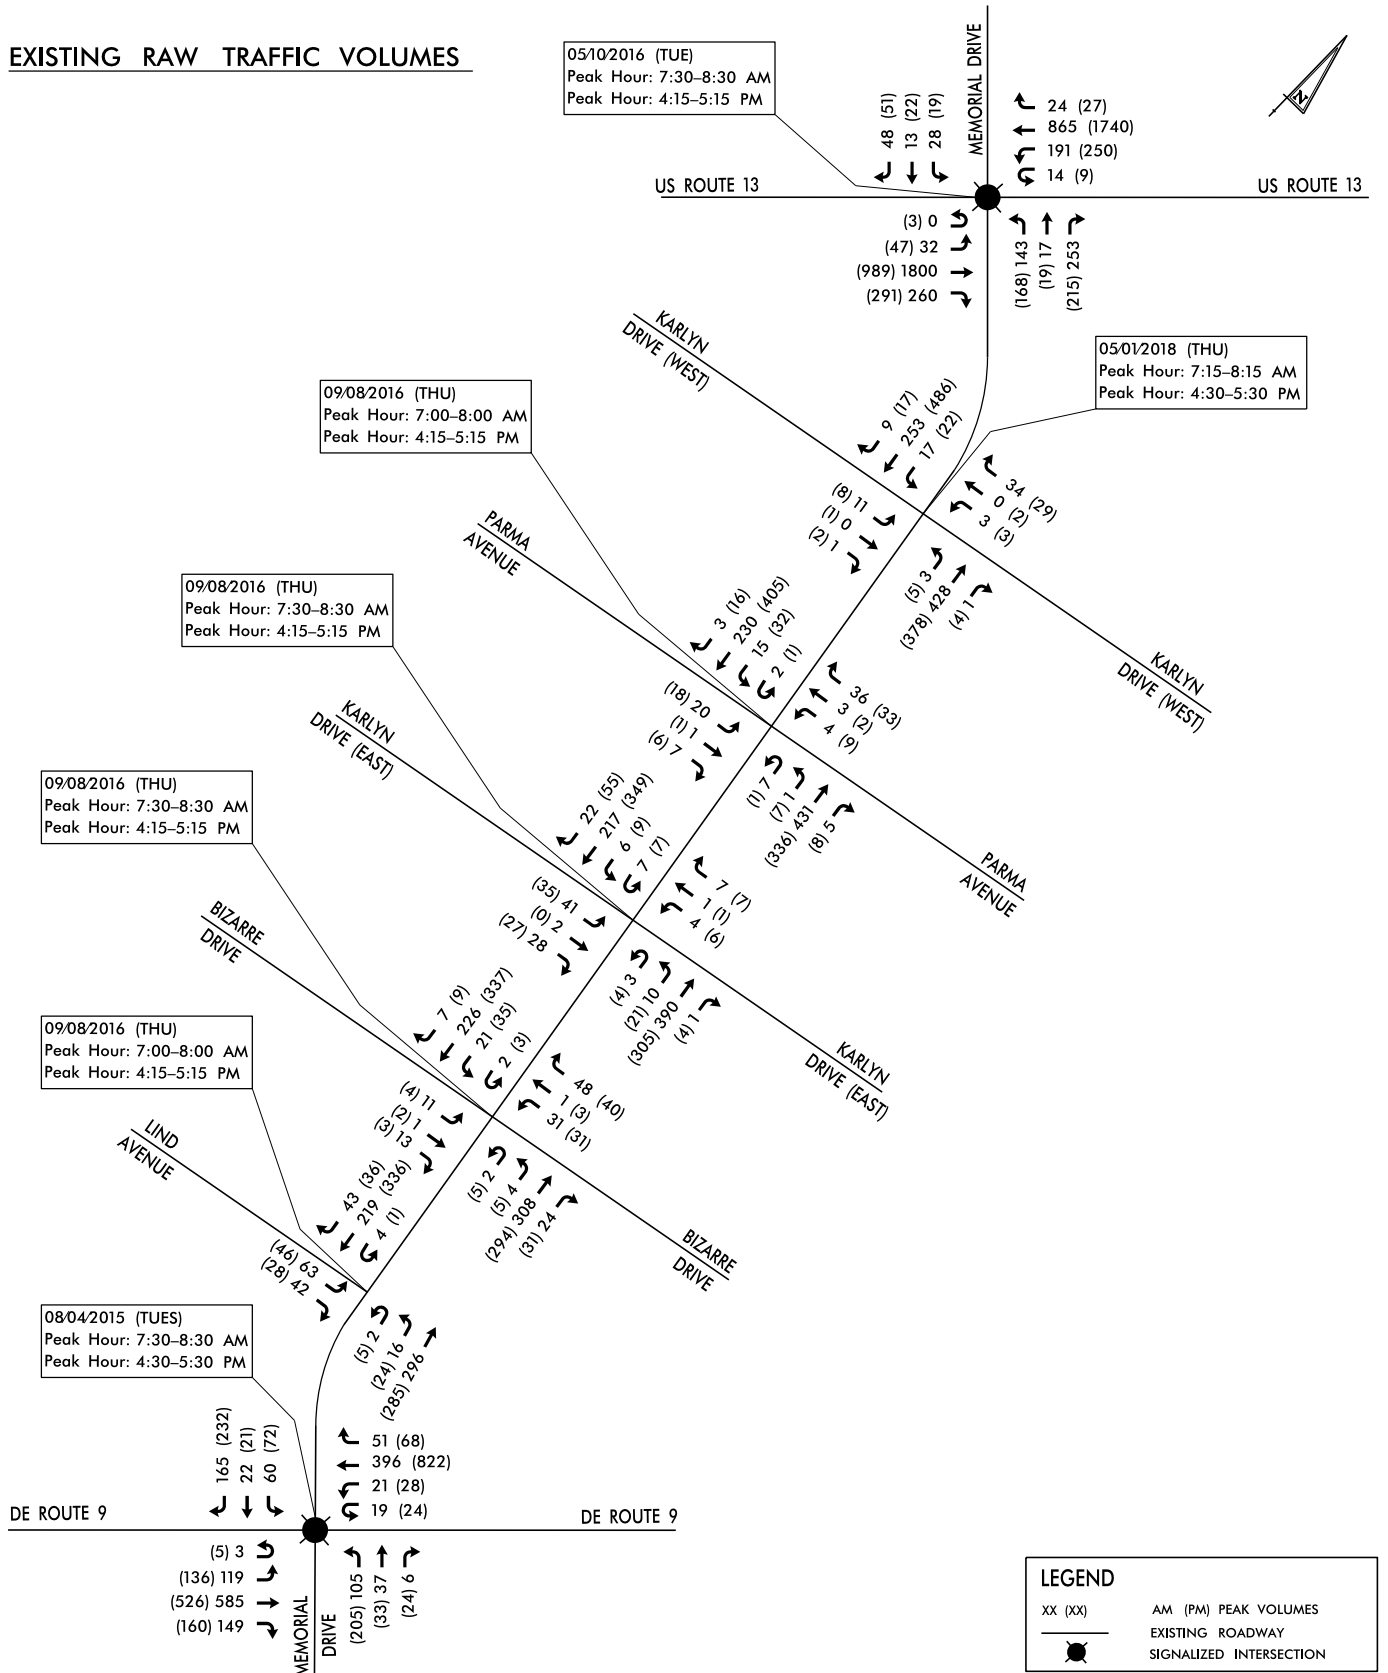 EXISTING RAW TRAFFIC VOLUMES
05/10/2016 (TUE)
Peak Hour: 7:30–8:30 AM
Peak Hour: 4:15–5:15 PM
MEMORIAL DRIVE
N
48 (51)
13 (22)
28 (19)
24 (27)
865 (1740)
191 (250)
14 (9)
US ROUTE 13
US ROUTE 13
(3) 0
(47) 32
(989) 1800
(291) 260
(168) 143
(19) 17
(215) 253
KARLYN
DRIVE (WEST)
05/01/2018 (THU)
Peak Hour: 7:15–8:15 AM
Peak Hour: 4:30–5:30 PM
9 (17)
253 (486)
17 (22)
34 (29)
0 (2)
3 (3)
(8) 11
(1) 0
(2) 1
(5) 3
(378) 428
(4) 1
KARLYN
DRIVE (WEST)
09/08/2016 (THU)
Peak Hour: 7:00–8:00 AM
Peak Hour: 4:15–5:15 PM
PARMA
AVENUE
3 (16)
230 (405)
15 (32)
2 (1)
36 (33)
3 (2)
4 (9)
(18) 20
(1) 1
(6) 7
(1) 7
(7) 1
(336) 431
(8) 5
PARMA
AVENUE
09/08/2016 (THU)
Peak Hour: 7:30–8:30 AM
Peak Hour: 4:15–5:15 PM
KARLYN
DRIVE (EAST)
22 (55)
217 (349)
6 (9)
7 (7)
7 (7)
1 (1)
4 (6)
(35) 41
(0) 2
(27) 28
(4) 3
(21) 10
(305) 390
(4) 1
KARLYN
DRIVE (EAST)
09/08/2016 (THU)
Peak Hour: 7:30–8:30 AM
Peak Hour: 4:15–5:15 PM
BIZARRE
DRIVE
7 (9)
226 (337)
21 (35)
2 (3)
48 (40)
1 (3)
31 (31)
(4) 11
(2) 1
(3) 13
(5) 2
(5) 4
(294) 308
(31) 24
BIZARRE
DRIVE
09/08/2016 (THU)
Peak Hour: 7:00–8:00 AM
Peak Hour: 4:15–5:15 PM
LIND
AVENUE
43 (36)
219 (336)
4 (1)
(46) 63
(28) 42
(5) 2
(24) 16
(285) 296
08/04/2015 (TUES)
Peak Hour: 7:30–8:30 AM
Peak Hour: 4:30–5:30 PM
165 (232)
22 (21)
60 (72)
51 (68)
396 (822)
21 (28)
19 (24)
DE ROUTE 9
DE ROUTE 9
(5) 3
(136) 119
(526) 585
(160) 149
MEMORIAL
DRIVE
(205) 105
(33) 37
(24) 6
LEGEND
XX (XX) AM (PM) PEAK VOLUMES
EXISTING ROADWAY
SIGNALIZED INTERSECTION